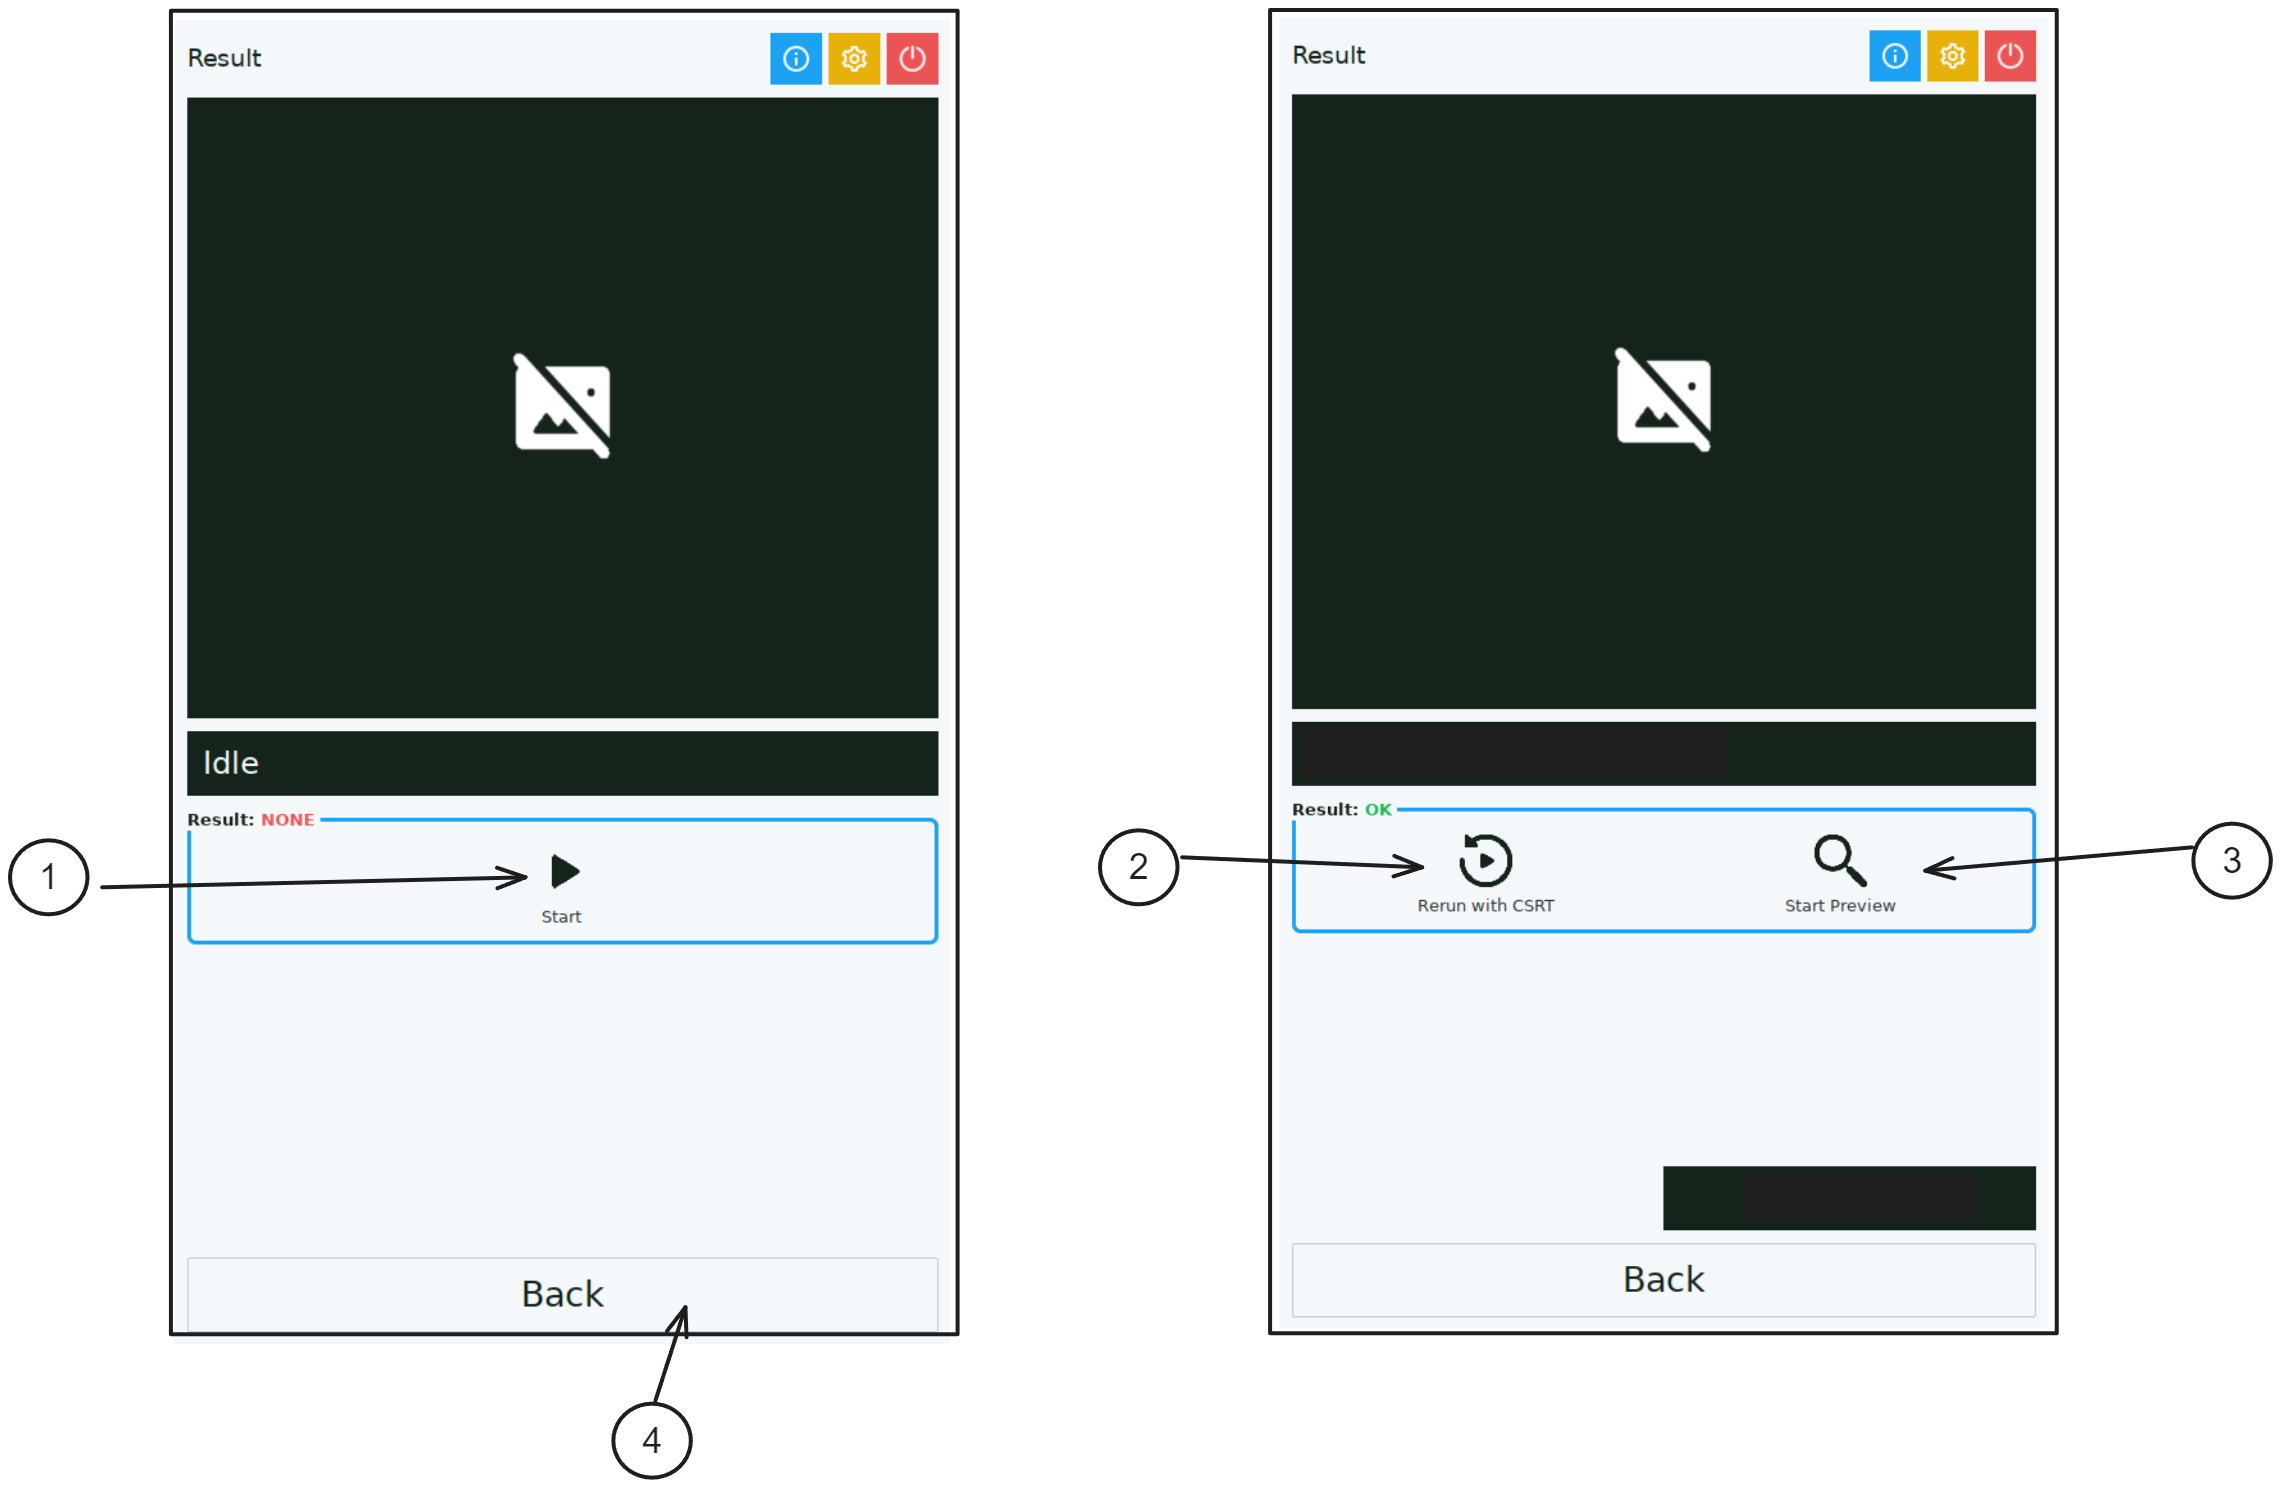 Result
Idle
Result: NONE
Start
Back
1
4
Result
Result: OK
Rerun with CSRT
Start Preview
Back
2
3